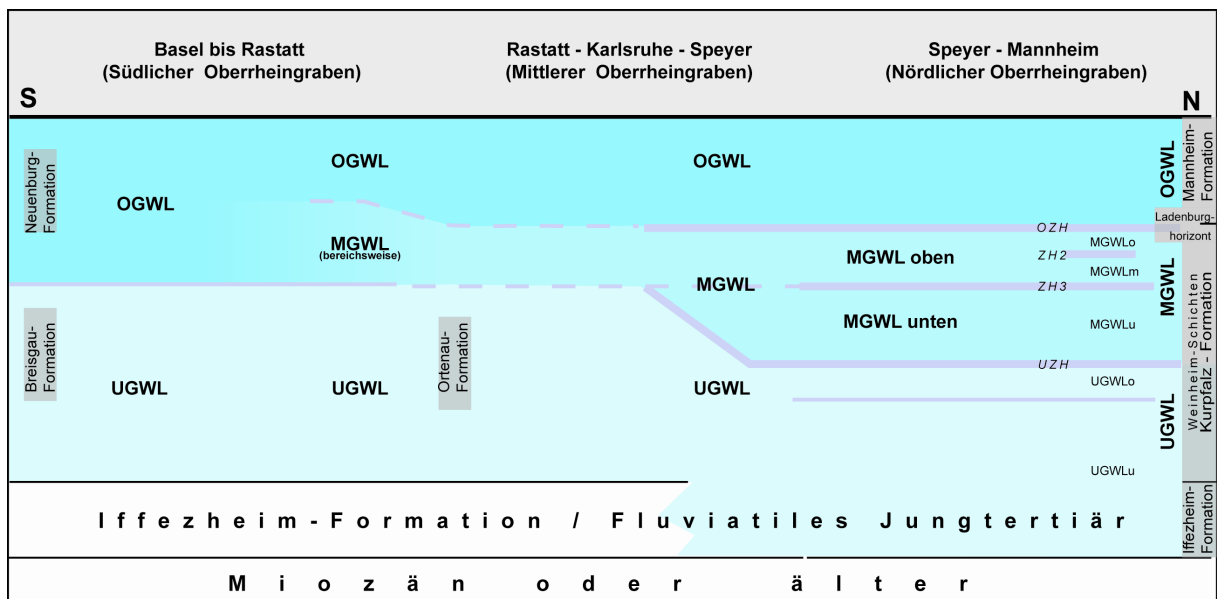 Basel bis Rastatt
(Südlicher Oberrheingraben)
Rastatt - Karlsruhe - Speyer
(Mittlerer Oberrheingraben)
Speyer - Mannheim
(Nördlicher Oberrheingraben)
S
N
Neuenburg-
Formation
OGWL
OGWL
OGWL
OGWL
Mannheim-
Formation
Ladenburg-
horizont
MGWL
(bereichsweise)
OZH
MGWLo
MGWL oben
ZH2
MGWLm
MGWL
MGWL
ZH3
MGWL unten
MGWLu
Breisgau-
Formation
Ortenau-
Formation
UZH
UGWL
UGWL
UGWL
UGWLo
UGWL
UGWLu
Weinheim-Schichten
Kurpfalz - Formation
Iffezheim-Formation / Fluviatiles Jungtertiär
Iffezheim-
Formation
Miozän oder älter